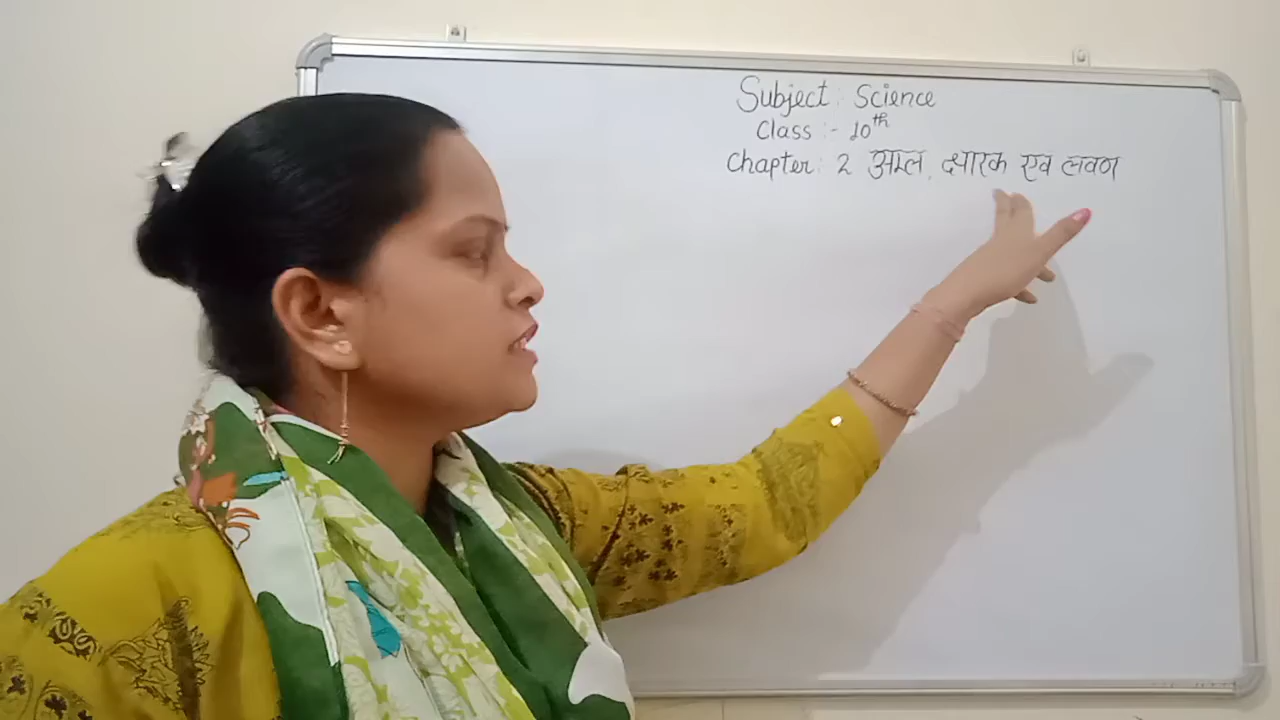 Subject: Science
Class :- 10th
Chapter: 2 अम्ल, क्षारक एव लवण